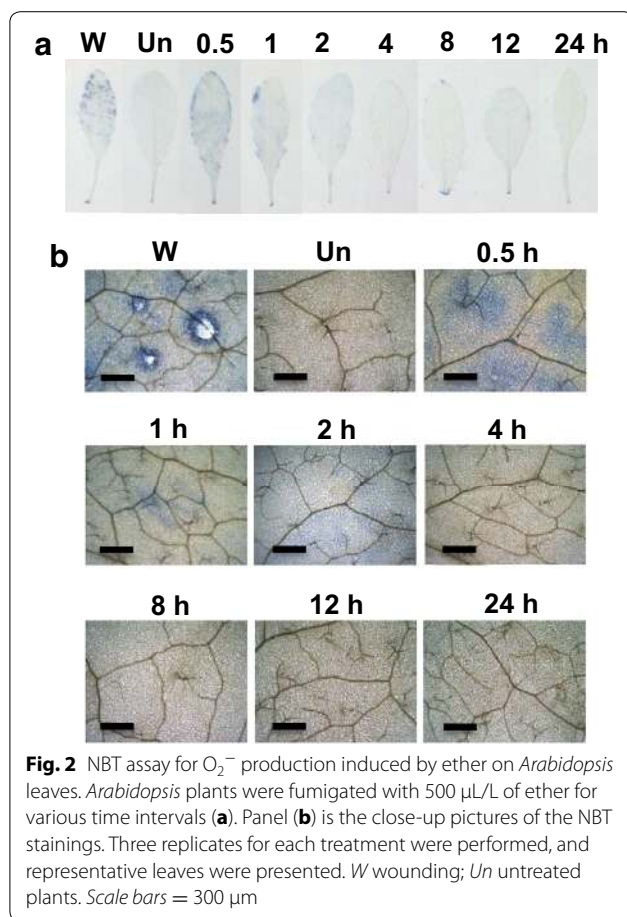 a W Un 0.5 1 2 4 8 12 24 h
b W Un 0.5 h
1 h 2 h 4 h
8 h 12 h 24 h
Fig. 2 NBT assay for O₂⁻ production induced by ether on Arabidopsis
leaves. Arabidopsis plants were fumigated with 500 µL/L of ether for
various time intervals (a). Panel (b) is the close-up pictures of the NBT
stainings. Three replicates for each treatment were performed, and
representative leaves were presented. W wounding; Un untreated
plants. Scale bars = 300 µm